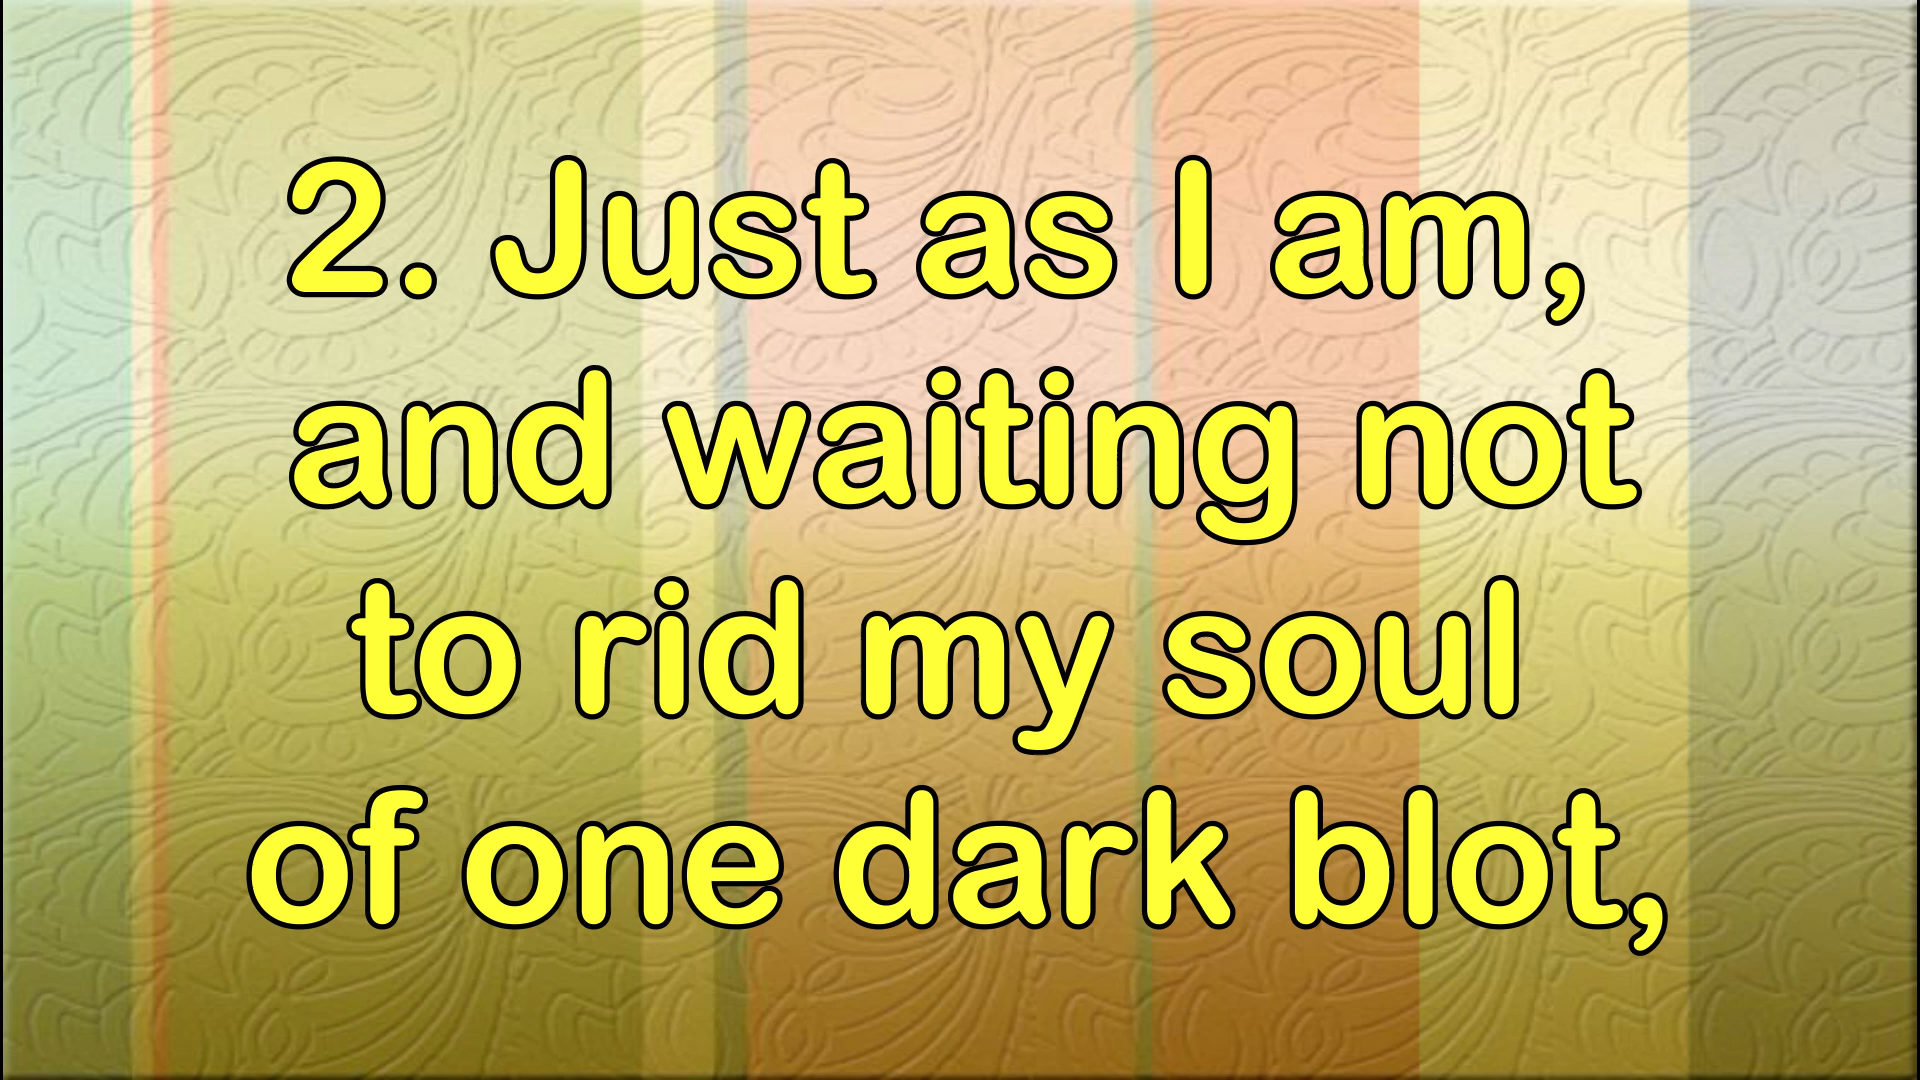 2. Just as I am,
and waiting not
to rid my soul
of one dark blot,